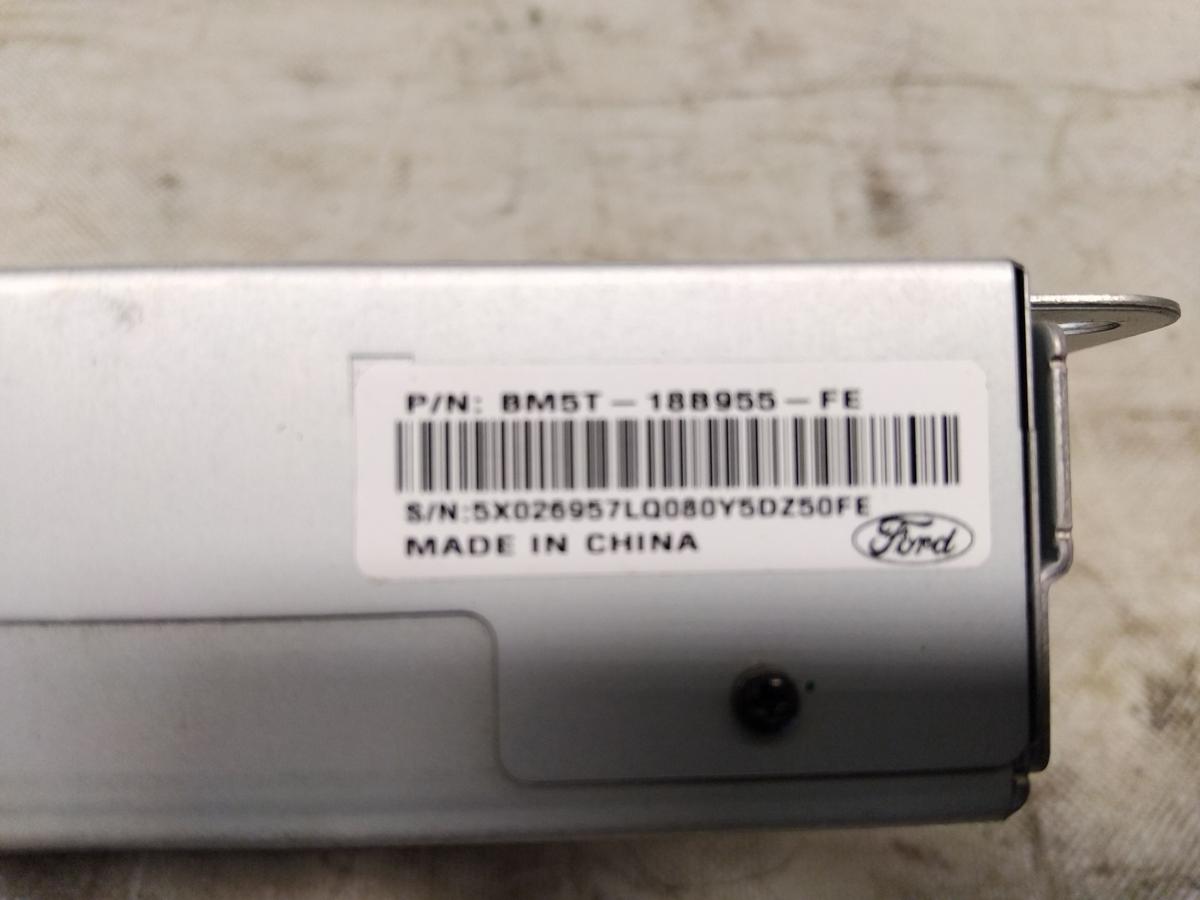 P/N: BM5T-18B955-FE
S/N:5X026957LQ080Y5DZ50FE
MADE IN CHINA
Ford